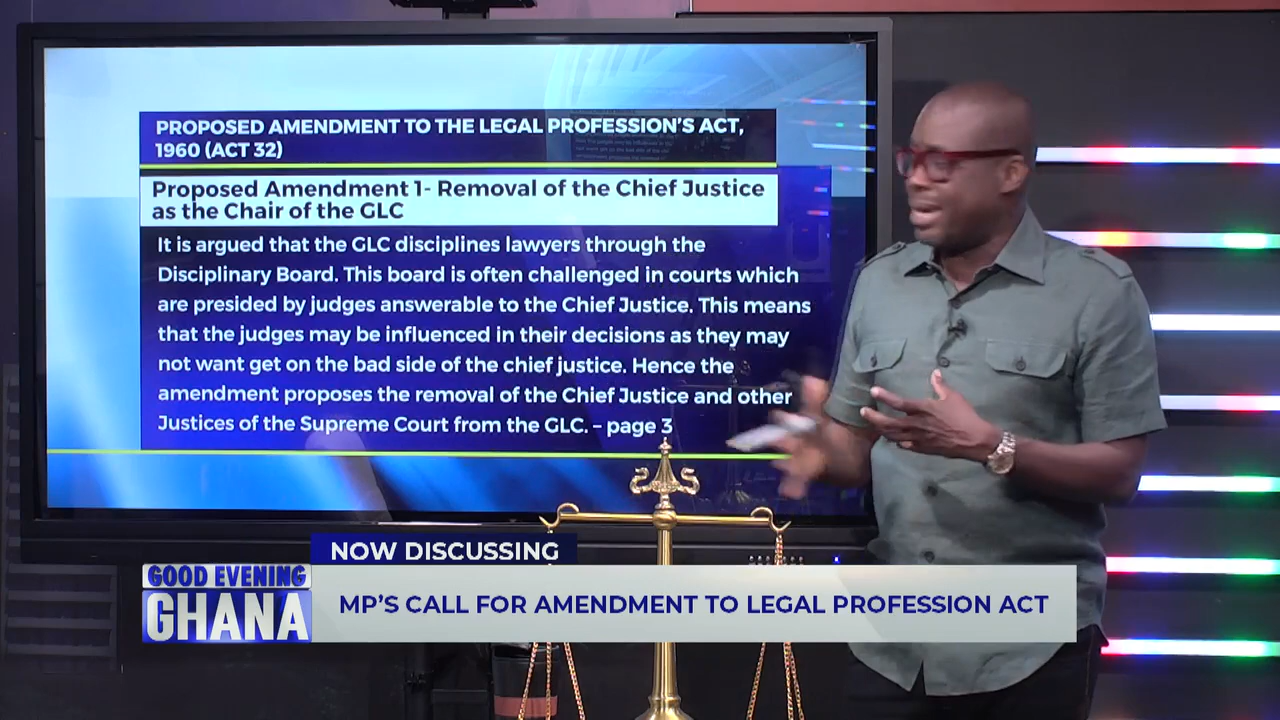 PROPOSED AMENDMENT TO THE LEGAL PROFESSION'S ACT,
1960 (ACT 32)
Proposed Amendment 1- Removal of the Chief Justice
as the Chair of the GLC
It is argued that the GLC disciplines lawyers through the
Disciplinary Board. This board is often challenged in courts which
are presided by judges answerable to the Chief Justice. This means
that the judges may be influenced in their decisions as they may
not want get on the bad side of the chief justice. Hence the
amendment proposes the removal of the Chief Justice and other
Justices of the Supreme Court from the GLC. – page 3
NOW DISCUSSING
GOOD EVENING
GHANA
MP'S CALL FOR AMENDMENT TO LEGAL PROFESSION ACT